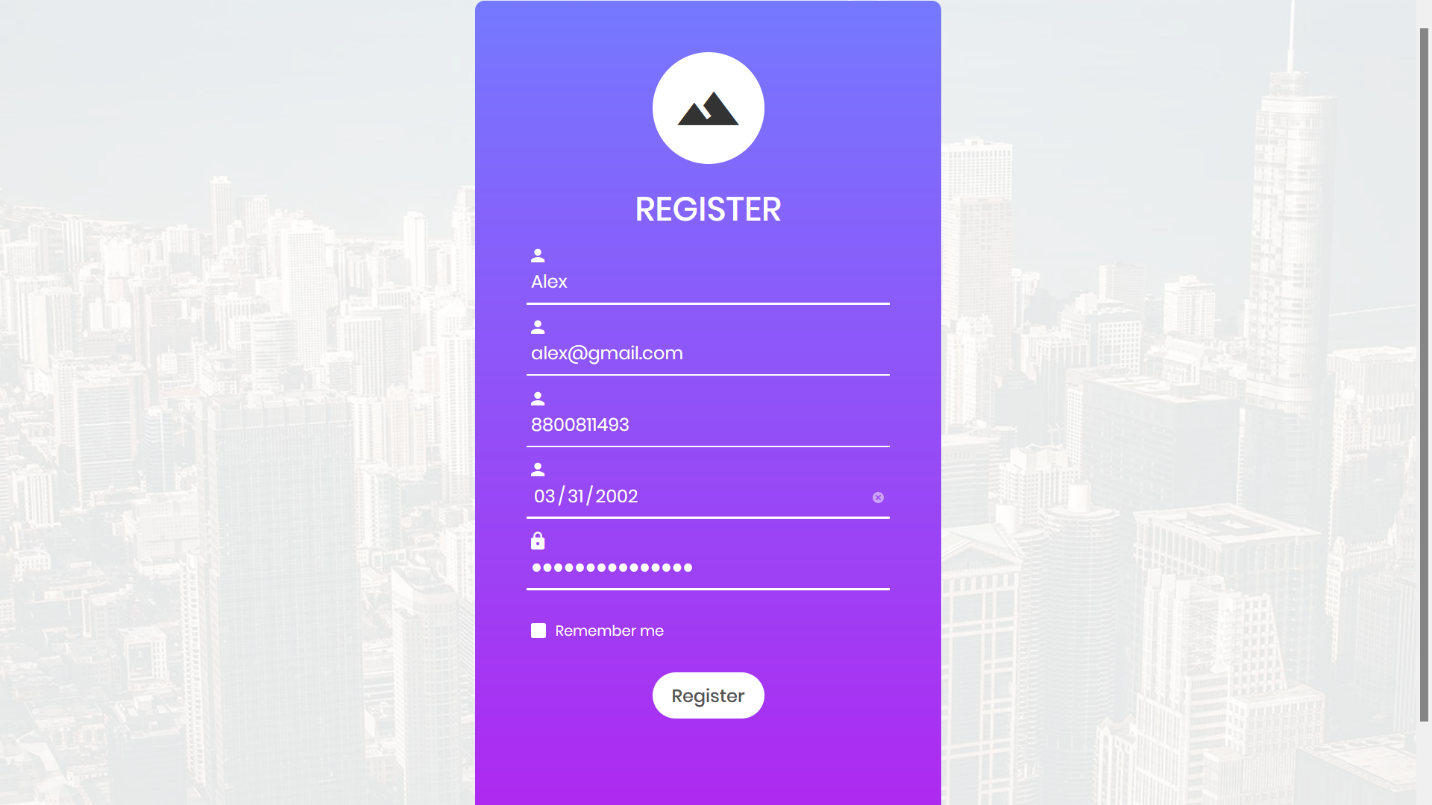 REGISTER
Alex
alex@gmail.com
8800811493
03/31/2002
••••••••••••••
Remember me
Register